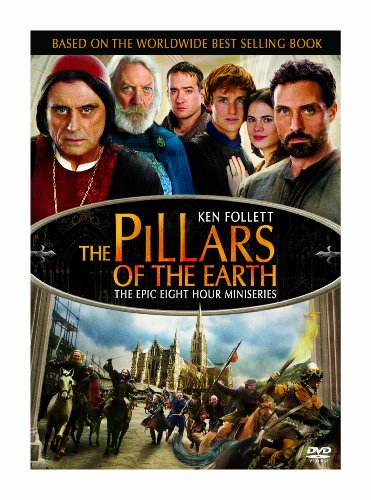 BASED ON THE WORLDWIDE BEST SELLING BOOK
KEN FOLLETT
THE PiLLARS
OF THE EARTH
THE EPIC EIGHT HOUR MINISERIES
DVD
VIDEO